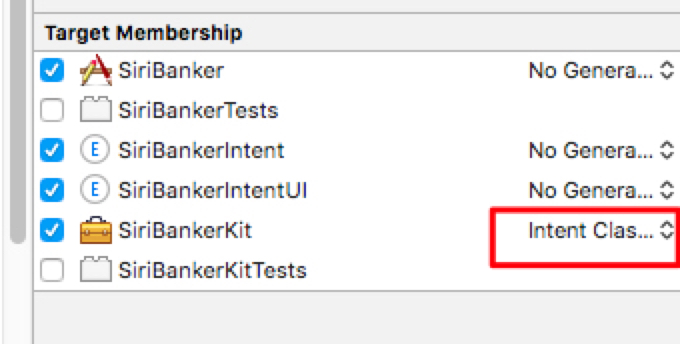 Target Membership
SiriBanker No Genera...
SiriBankerTests
E SiriBankerIntent No Genera...
E SiriBankerIntentUI No Genera...
SiriBankerKit Intent Clas...
SiriBankerKitTests